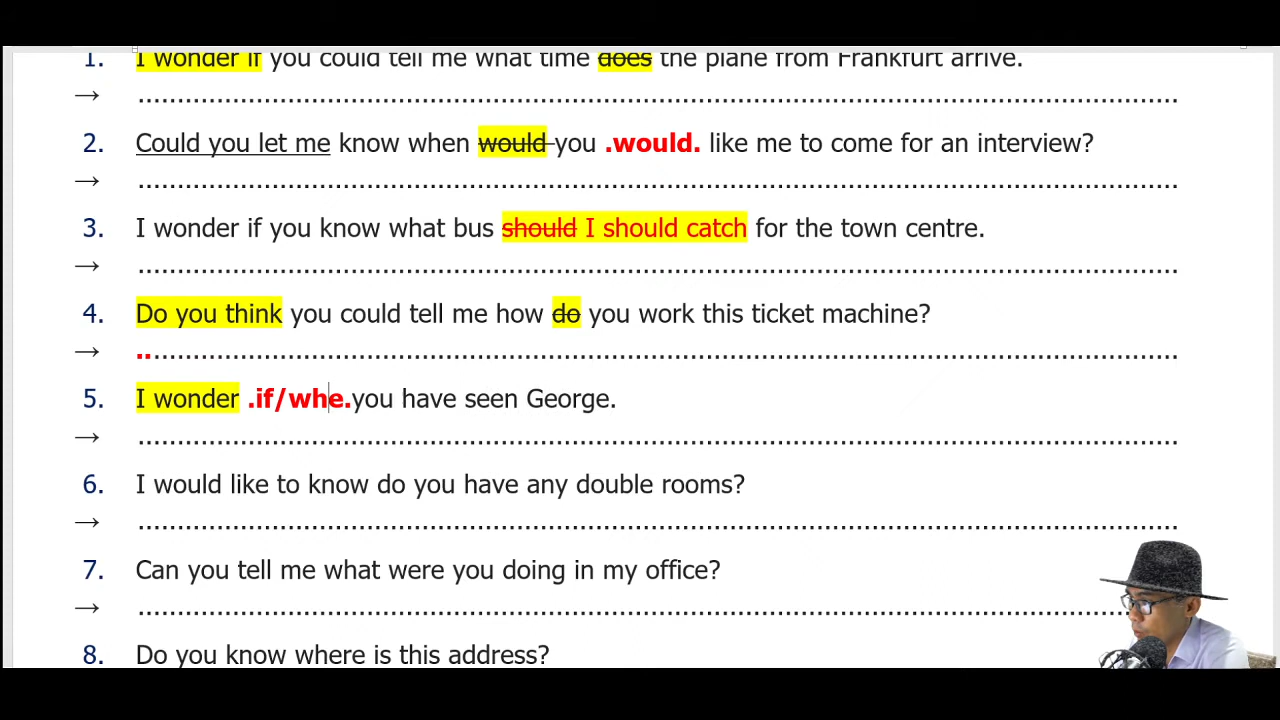 1. I wonder if you could tell me what time does the plane from Frankfurt arrive.
→ ........................................................................................................................................
2. Could you let me know when would you .would. like me to come for an interview?
→ ........................................................................................................................................
3. I wonder if you know what bus should I should catch for the town centre.
→ ........................................................................................................................................
4. Do you think you could tell me how do you work this ticket machine?
→ ........................................................................................................................................
5. I wonder .if/whe.you have seen George.
→ ........................................................................................................................................
6. I would like to know do you have any double rooms?
→ ........................................................................................................................................
7. Can you tell me what were you doing in my office?
→ ........................................................................................................................................
8. Do you know where is this address?